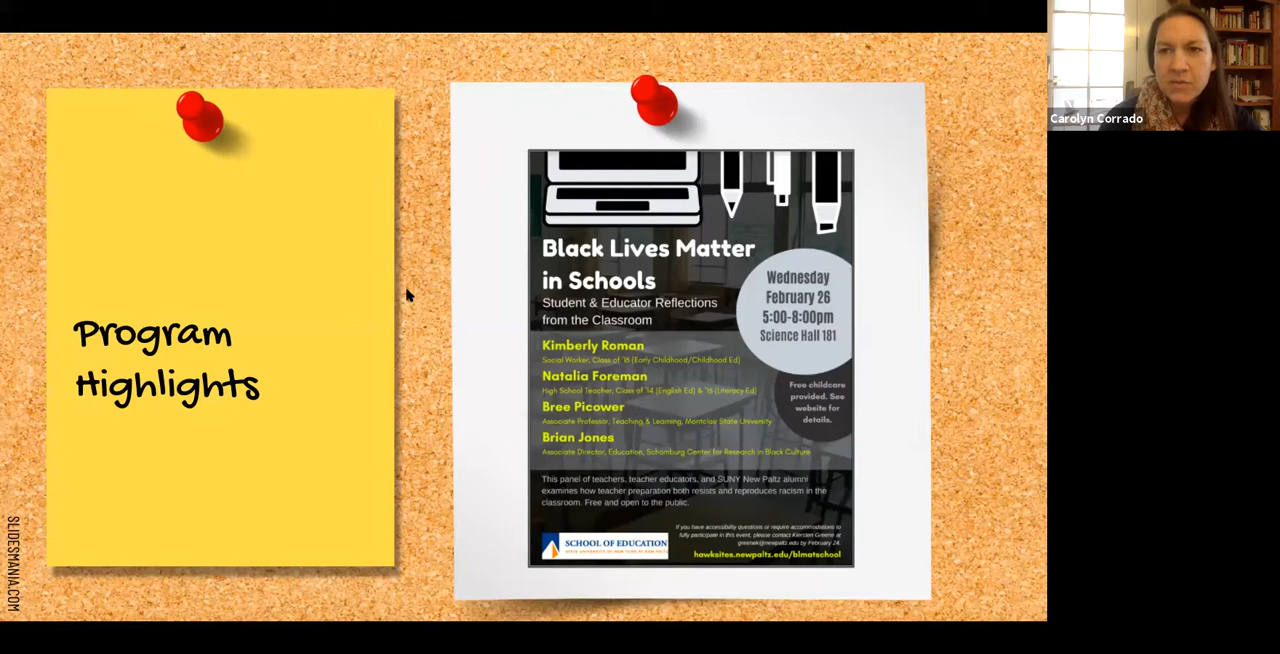 Program
Highlights
Black Lives Matter
in Schools
Student & Educator Reflections
from the Classroom
Wednesday
February 26
5:00-8:00pm
Science Hall 181
Free childcare
provided. See
website for
details.
Kimberly Roman
Social Worker, Class of '18 (Early Childhood/Childhood Ed)
Natalia Foreman
High School Teacher, Class of '14 (English Ed) & '16 (Literacy Ed)
Bree Picower
Associate Professor, Teaching & Learning, Montclair State University
Brian Jones
Associate Director, Education, Schomburg Center for Research in Black Culture
This panel of teachers, teacher educators, and SUNY New Paltz alumni
examines how teacher preparation both resists and reproduces racism in the
classroom. Free and open to the public.
If you have accessibility questions or require accommodations to
fully participate in this event, please contact Kiersten Greene at
greenek@newpaltz.edu by February 24.
hawksites.newpaltz.edu/blmatschool
SCHOOL OF EDUCATION
STATE UNIVERSITY OF NEW YORK AT NEW PALTZ
SLIDESMANIA.COM
Carolyn Corrado